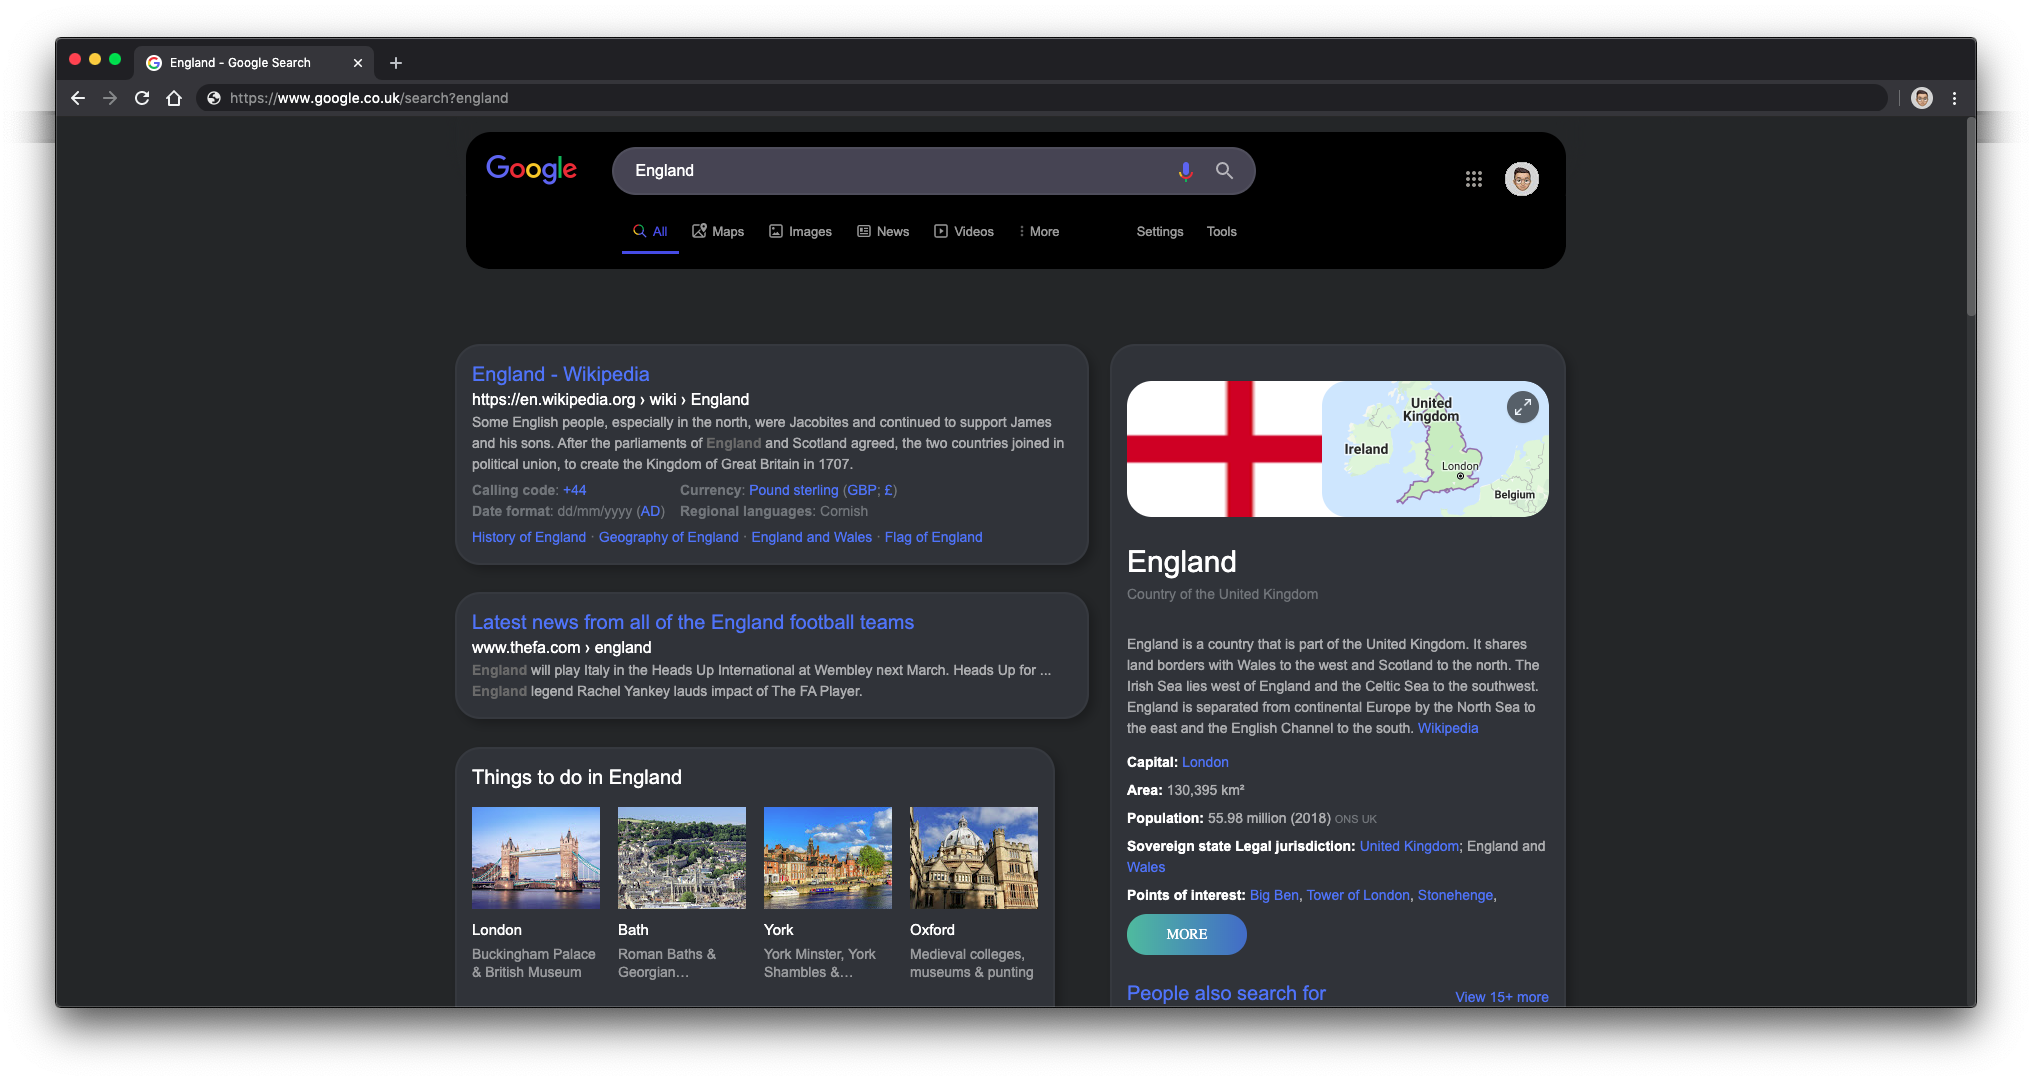 England - Google Search
https://www.google.co.uk/search?england
Google
England
All
Maps
Images
News
Videos
More
Settings
Tools
England - Wikipedia
https://en.wikipedia.org › wiki › England
Some English people, especially in the north, were Jacobites and continued to support James
and his sons. After the parliaments of England and Scotland agreed, the two countries joined in
political union, to create the Kingdom of Great Britain in 1707.
Calling code: +44 Currency: Pound sterling (GBP; £)
Date format: dd/mm/yyyy (AD) Regional languages: Cornish
History of England · Geography of England · England and Wales · Flag of England
Latest news from all of the England football teams
www.thefa.com › england
England will play Italy in the Heads Up International at Wembley next March. Heads Up for ...
England legend Rachel Yankey lauds impact of The FA Player.
Things to do in England
London
Buckingham Palace
& British Museum
Bath
Roman Baths &
Georgian…
York
York Minster, York
Shambles &…
Oxford
Medieval colleges,
museums & punting
United
Kingdom
Ireland
London
Belgium
England
Country of the United Kingdom
England is a country that is part of the United Kingdom. It shares
land borders with Wales to the west and Scotland to the north. The
Irish Sea lies west of England and the Celtic Sea to the southwest.
England is separated from continental Europe by the North Sea to
the east and the English Channel to the south. Wikipedia
Capital: London
Area: 130,395 km²
Population: 55.98 million (2018) ONS UK
Sovereign state Legal jurisdiction: United Kingdom; England and
Wales
Points of interest: Big Ben, Tower of London, Stonehenge,
MORE
People also search for
View 15+ more